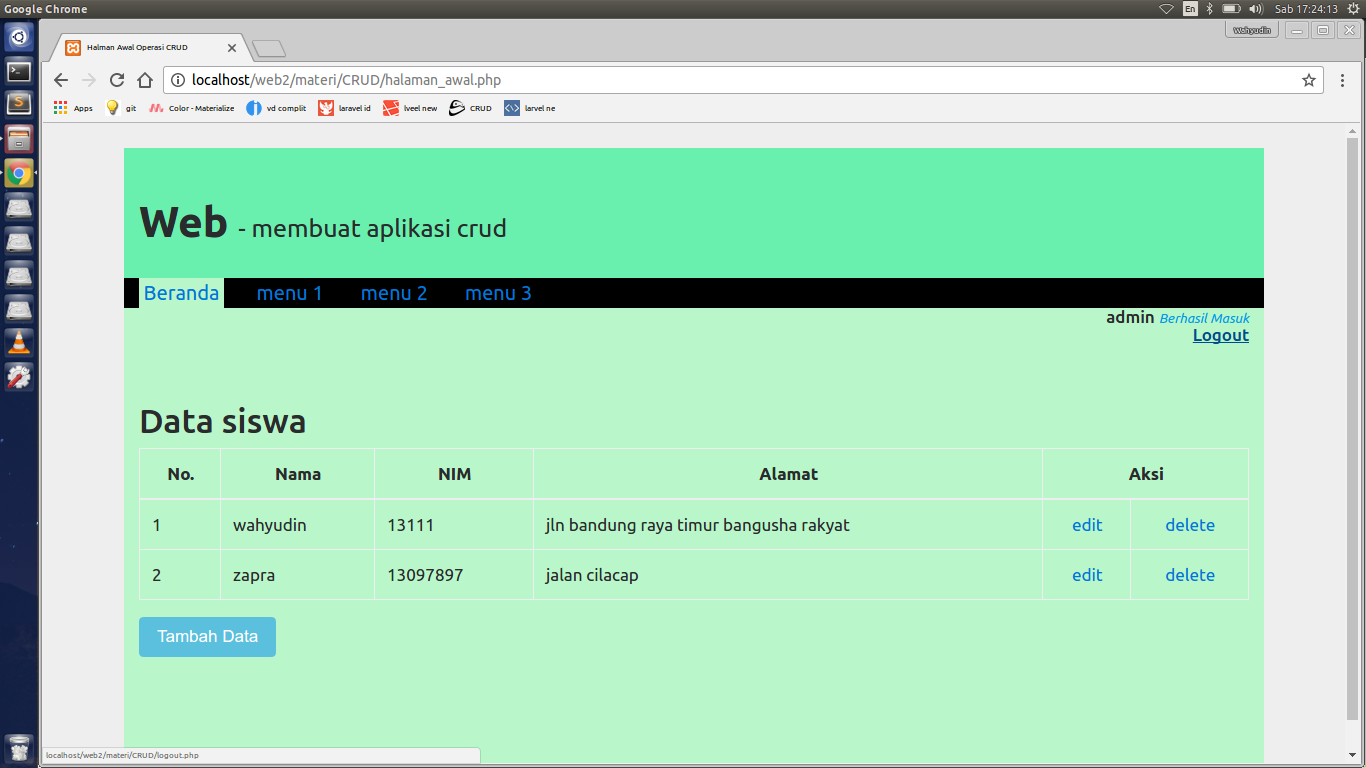 Google Chrome
En
Sab 17:24:13
Wahyudin
Halman Awal Operasi CRUD
localhost/web2/materi/CRUD/halaman_awal.php
Apps git Color - Materialize vd complit laravel id lveel new CRUD larvel ne
Web - membuat aplikasi crud
Beranda menu 1 menu 2 menu 3
admin Berhasil Masuk
Logout
Data siswa
No. Nama NIM Alamat Aksi
1 wahyudin 13111 jln bandung raya timur bangusha rakyat edit delete
2 zapra 13097897 jalan cilacap edit delete
Tambah Data
localhost/web2/materi/CRUD/logout.php